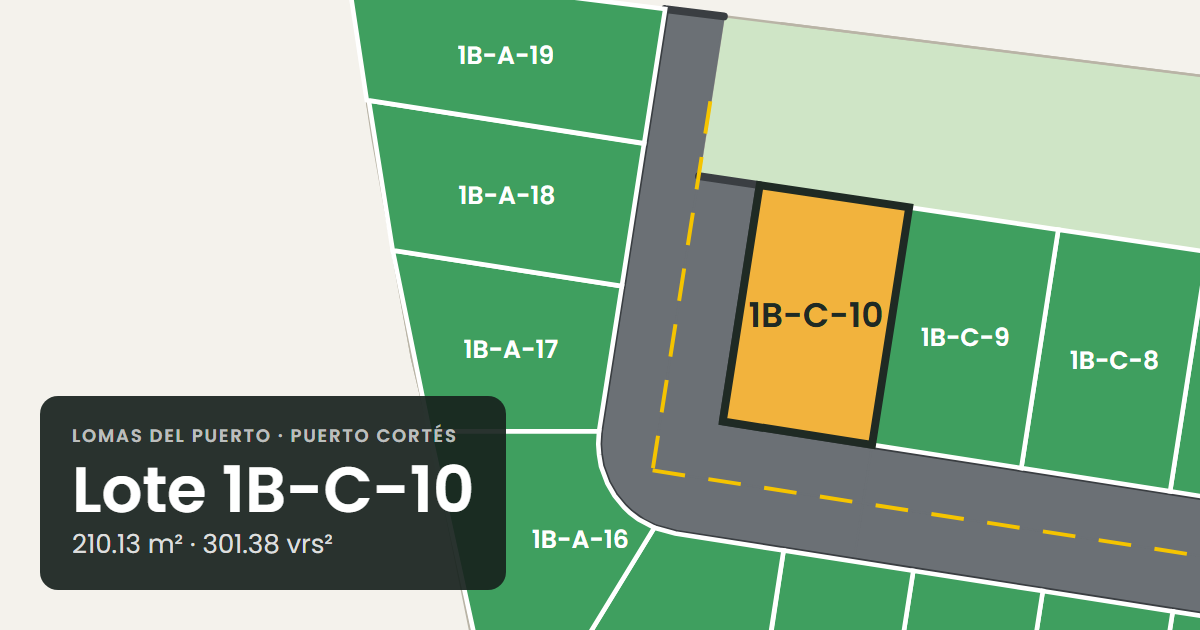 1B-A-19
1B-A-18
1B-C-10
1B-C-9
1B-A-17
1B-C-8
LOMAS DEL PUERTO · PUERTO CORTÉS
Lote 1B-C-10
210.13 m² · 301.38 vrs²
1B-A-16